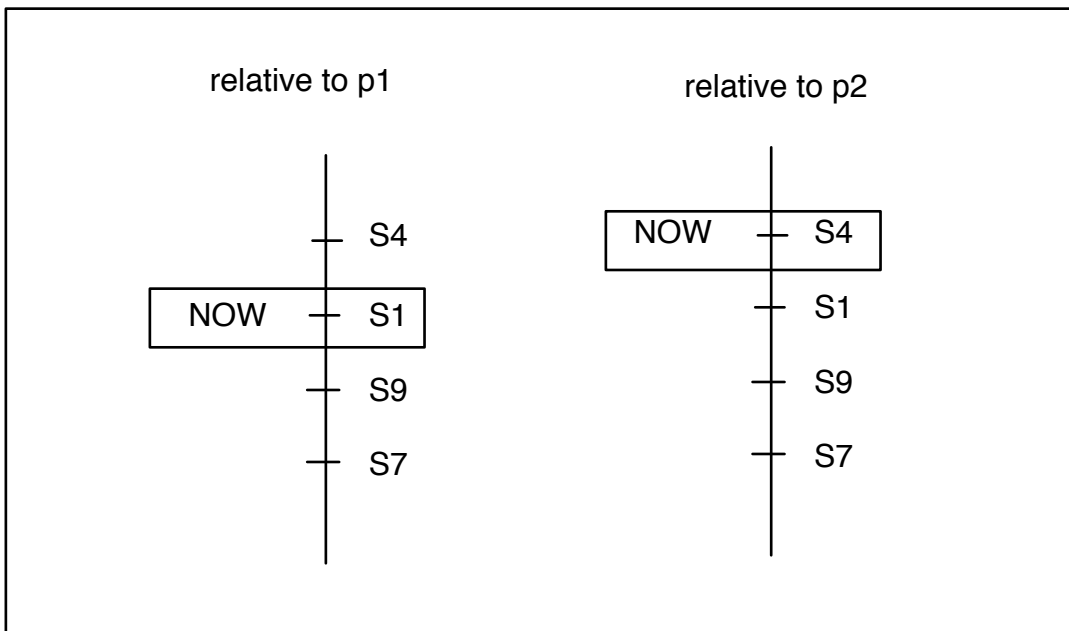 relative to p1
S4
NOW S1
S9
S7
relative to p2
NOW S4
S1
S9
S7